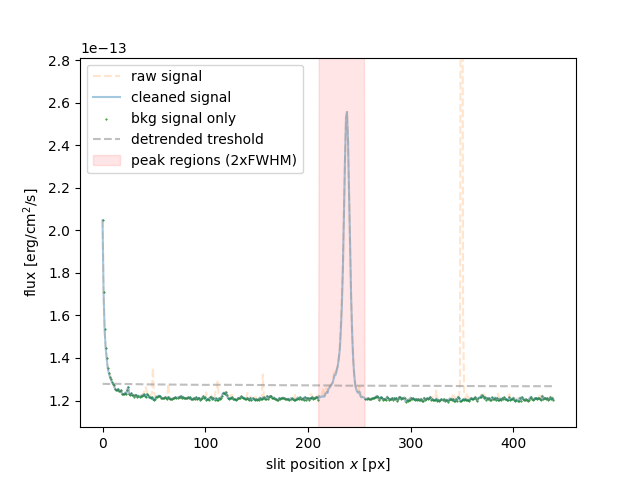 1e−13
2.8
2.6
2.4
2.2
2.0
1.8
1.6
1.4
1.2
flux [erg/cm²/s]
raw signal
cleaned signal
bkg signal only
detrended treshold
peak regions (2xFWHM)
0
100
200
300
400
slit position x [px]